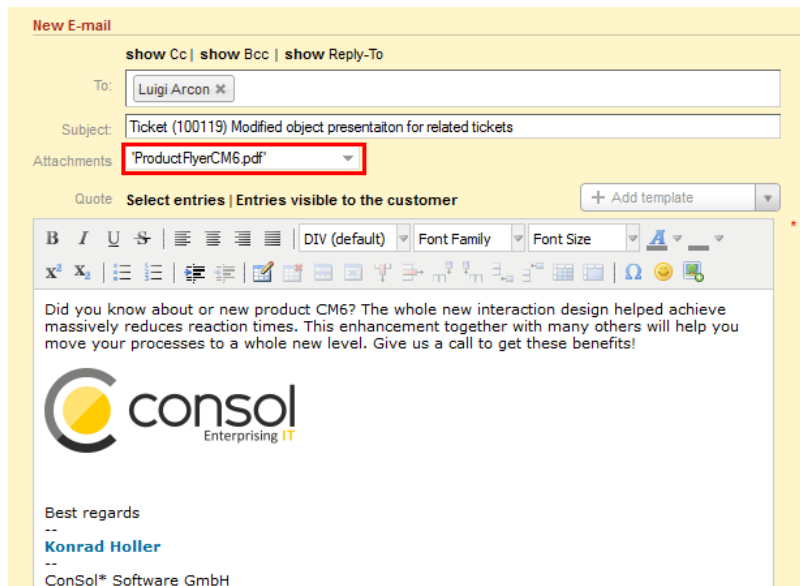 New E-mail
show Cc | show Bcc | show Reply-To
To: Luigi Arcon
Subject: Ticket (100119) Modified object presentaiton for related tickets
Attachments 'ProductFlyerCM6.pdf'
Quote Select entries | Entries visible to the customer Add template
*
B I U S DIV (default) Font Family Font Size A
x² X₂ Ω
Did you know about or new product CM6? The whole new interaction design helped achieve
massively reduces reaction times. This enhancement together with many others will help you
move your processes to a whole new level. Give us a call to get these benefits!
consol
Enterprising IT
Best regards
--
Konrad Holler
--
ConSol* Software GmbH